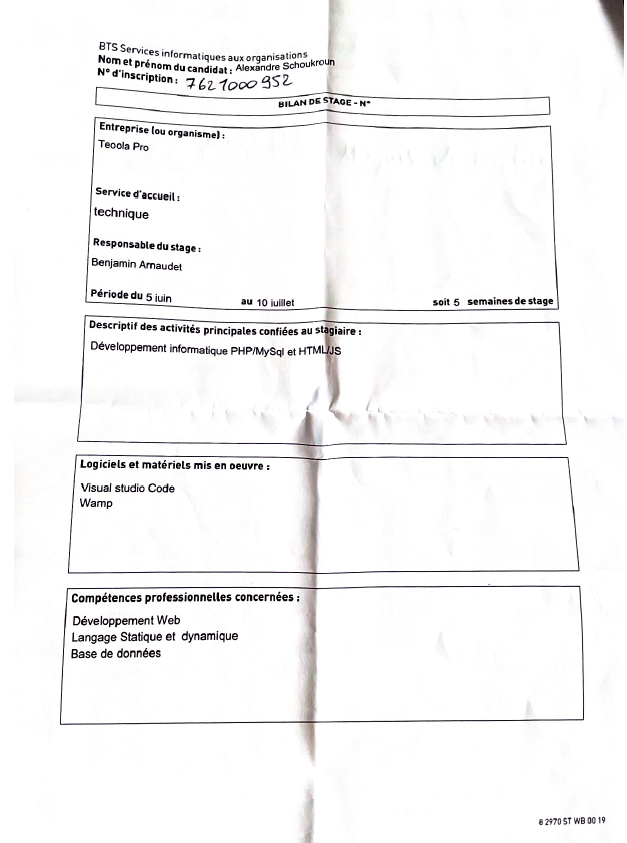 BTS Services informatiques aux organisations
Nom et prénom du candidat : Alexandre Schoukroun
N° d'inscription : 7621000952
BILAN DE STAGE - N°
Entreprise (ou organisme) :
Teoola Pro
Service d'accueil :
technique
Responsable du stage :
Benjamin Arnaudet
Période du 5 juin au 10 juillet soit 5 semaines de stage
Descriptif des activités principales confiées au stagiaire :
Développement informatique PHP/MySql et HTML/JS
Logiciels et matériels mis en oeuvre :
Visual studio Code
Wamp
Compétences professionnelles concernées :
Développement Web
Langage Statique et dynamique
Base de données
8 2970 ST WB 00 19